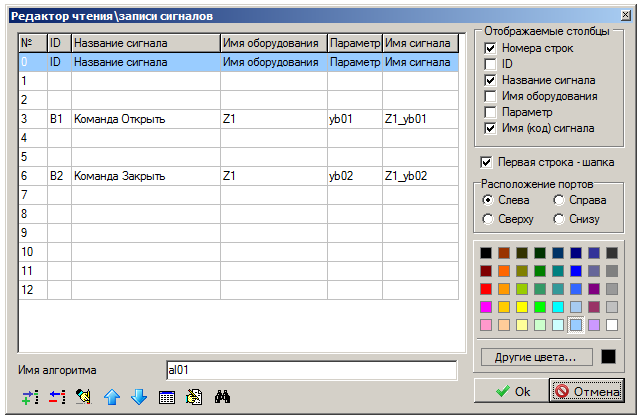 Редактор чтения\записи сигналов
№ ID Название сигнала Имя оборудования Параметр Имя сигнала
0 ID Название сигнала Имя оборудования Параметр Имя сигнала
1
2
3 B1 Команда Открыть Z1 yb01 Z1_yb01
4
5
6 B2 Команда Закрыть Z1 yb02 Z1_yb02
7
8
9
10
11
12
Имя алгоритма al01
Отображаемые столбцы
Номера строк
ID
Название сигнала
Имя оборудования
Параметр
Имя (код) сигнала
Первая строка - шапка
Расположение портов
Слева Справа
Сверху Снизу
Другие цвета...
Ok Отмена